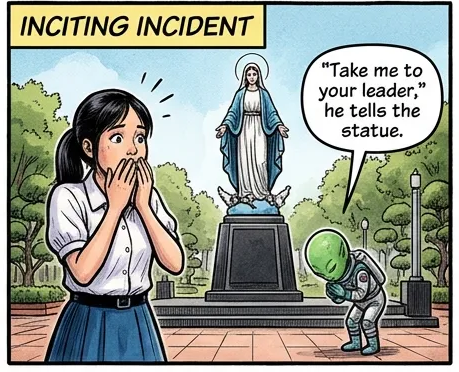 INCITING INCIDENT
"Take me to
your leader,"
he tells the
statue.